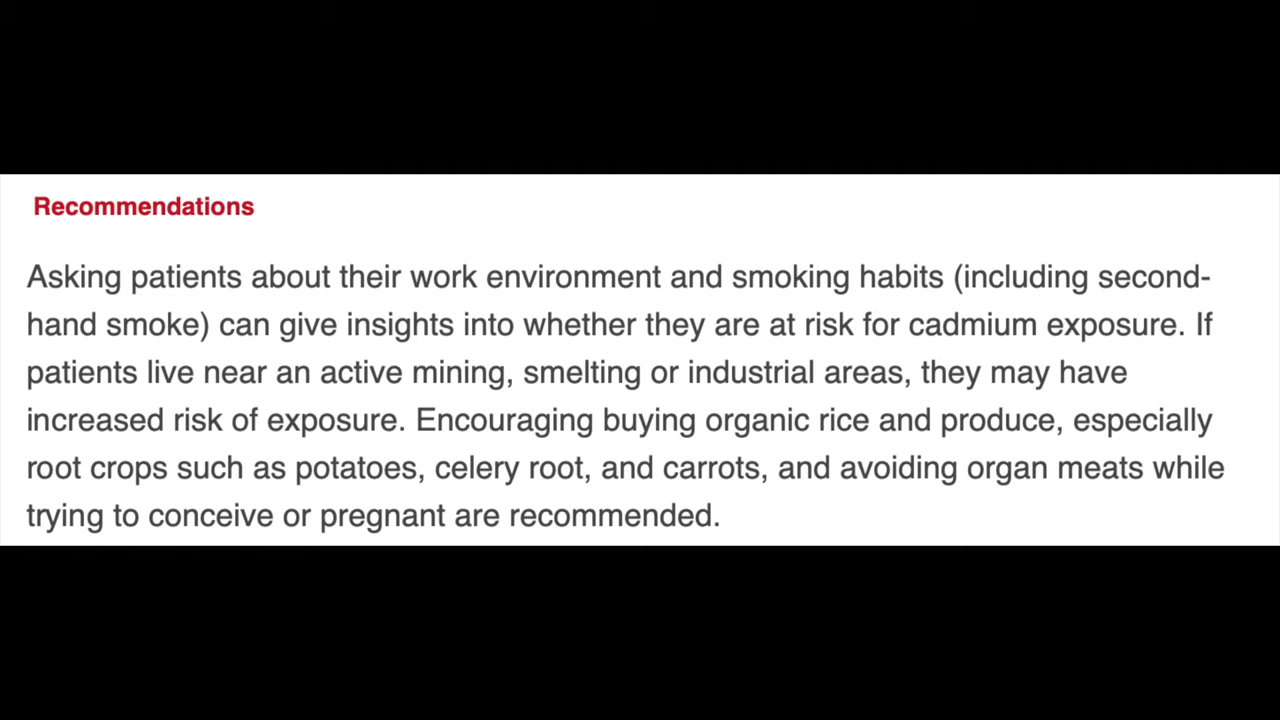 Recommendations
Asking patients about their work environment and smoking habits (including second-
hand smoke) can give insights into whether they are at risk for cadmium exposure. If
patients live near an active mining, smelting or industrial areas, they may have
increased risk of exposure. Encouraging buying organic rice and produce, especially
root crops such as potatoes, celery root, and carrots, and avoiding organ meats while
trying to conceive or pregnant are recommended.